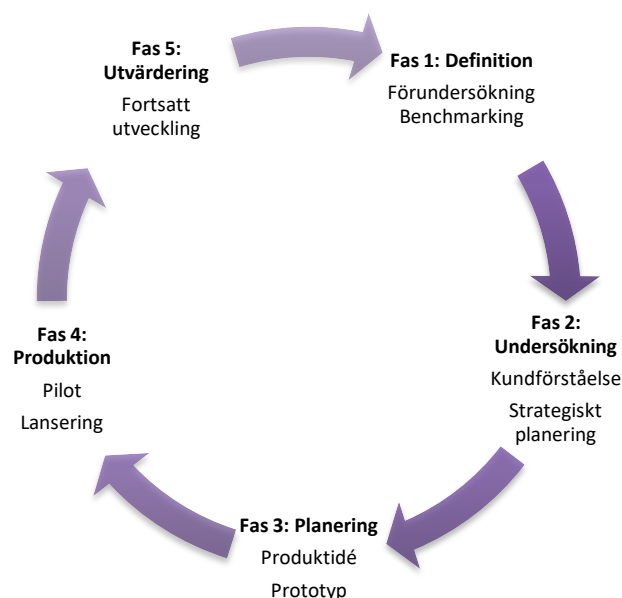 Fas 1: Definition
Förundersökning
Benchmarking
Fas 2:
Undersökning
Kundförståelse
Strategiskt
planering
Fas 3: Planering
Produktidé
Prototyp
Fas 4:
Produktion
Pilot
Lansering
Fas 5:
Utvärdering
Fortsatt
utveckling